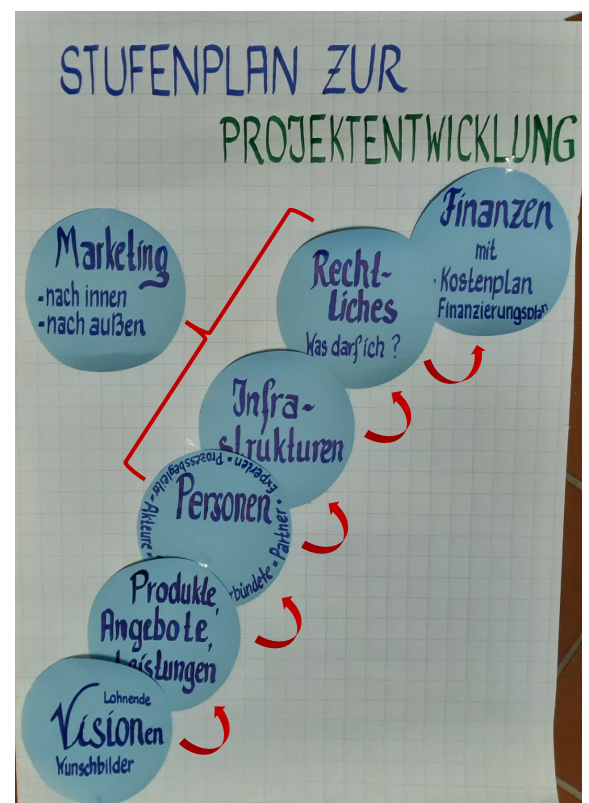 STUFENPLAN ZUR
PROJEKTENTWICKLUNG
Finanzen
mit
· Kostenplan
Finanzierungsplan
Marketing
- nach innen
- nach außen
Recht-
liches
Was darf ich ?
Infra-
strukturen
Personen
Akteure • Prozessbegleiter • Experten • Partner •
Produkte,
Angebote,
Leistungen
Lohnende
Visionen
Wunschbilder